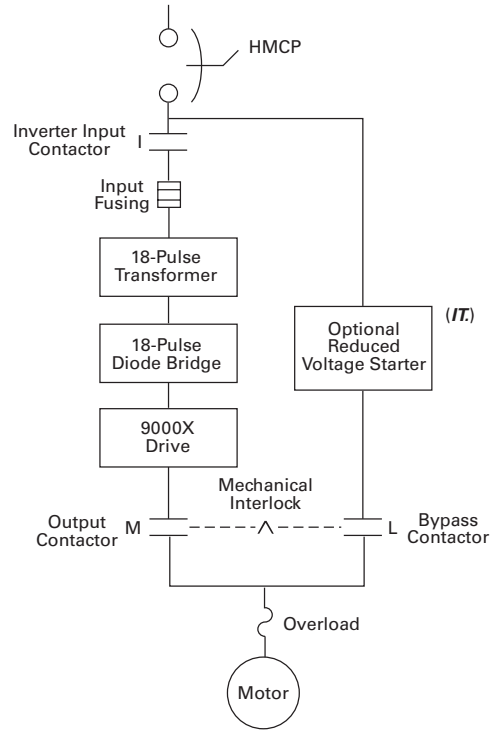 HMCP
Inverter Input
Contactor
I
Input
Fusing
18-Pulse
Transformer
18-Pulse
Diode Bridge
Optional
Reduced
Voltage Starter
(IT.)
9000X
Drive
Mechanical
Interlock
Output
Contactor
M
L
Bypass
Contactor
Overload
Motor